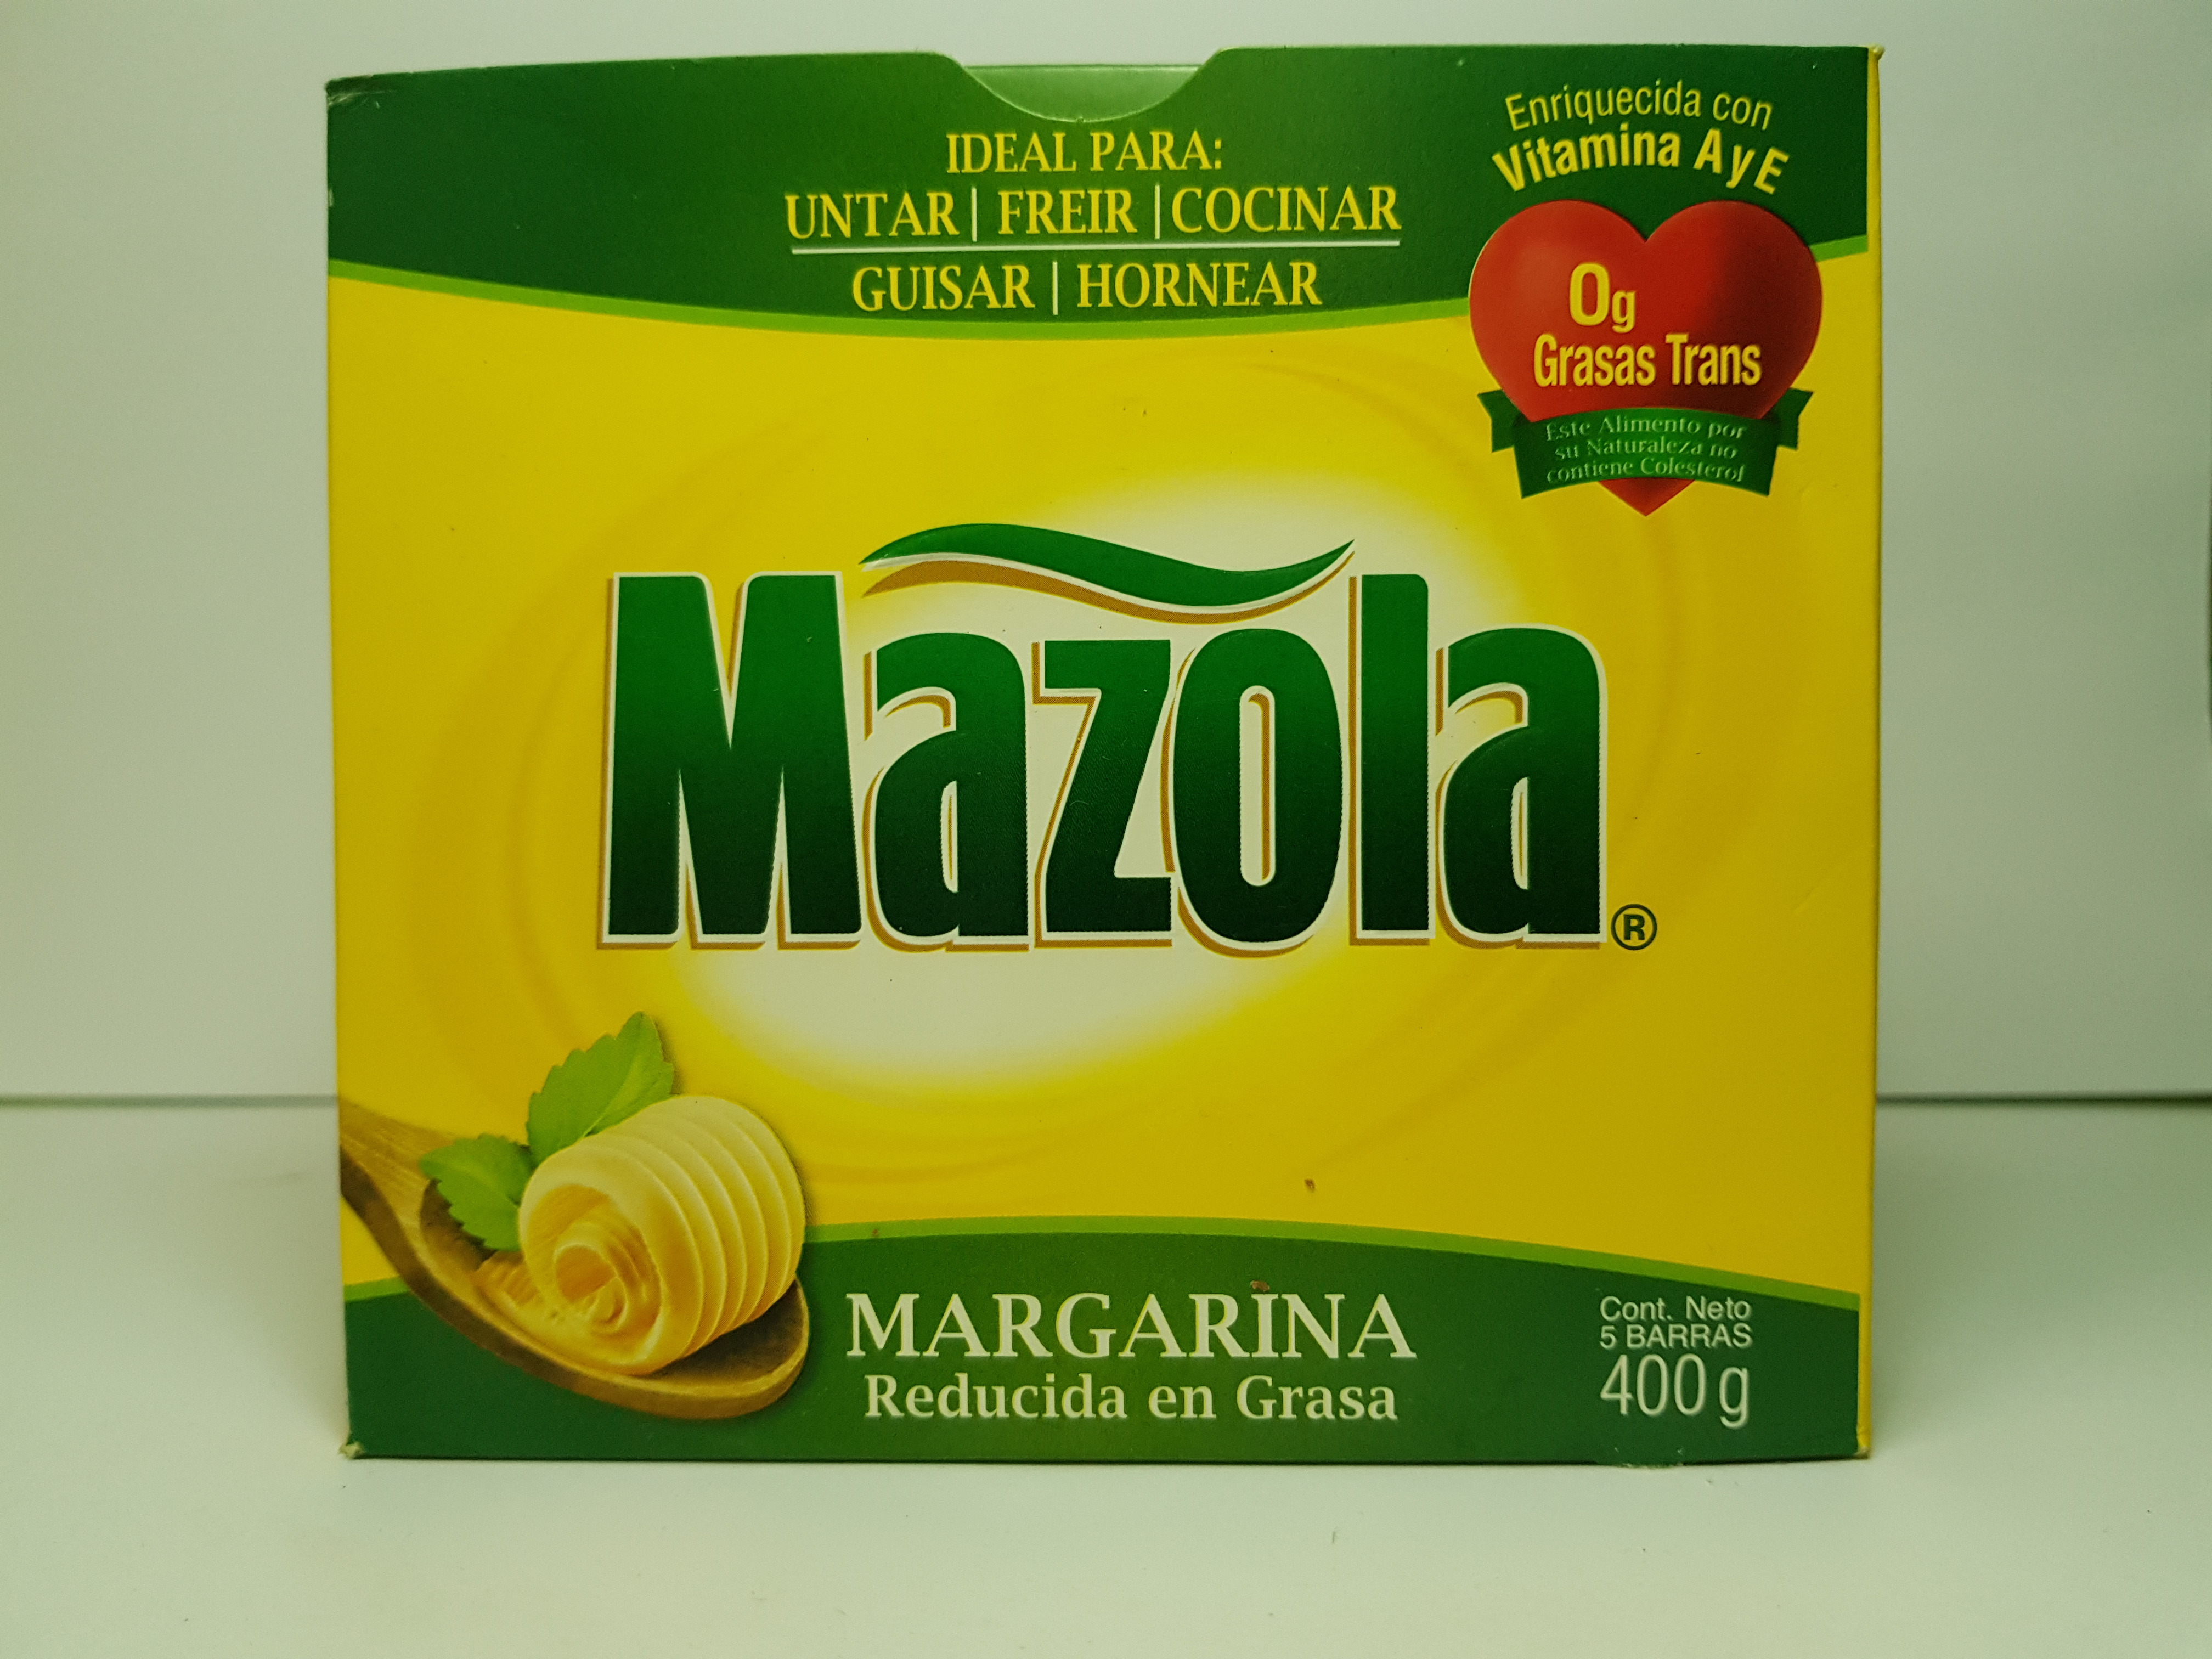 IDEAL PARA:
UNTAR | FREIR | COCINAR
GUISAR | HORNEAR
Enriquecida con
Vitamina A y E
0g
Grasas Trans
Este Alimento por
su Naturaleza no
contiene Colesterol
Mazola®
MARGARINA
Reducida en Grasa
Cont. Neto
5 BARRAS
400 g